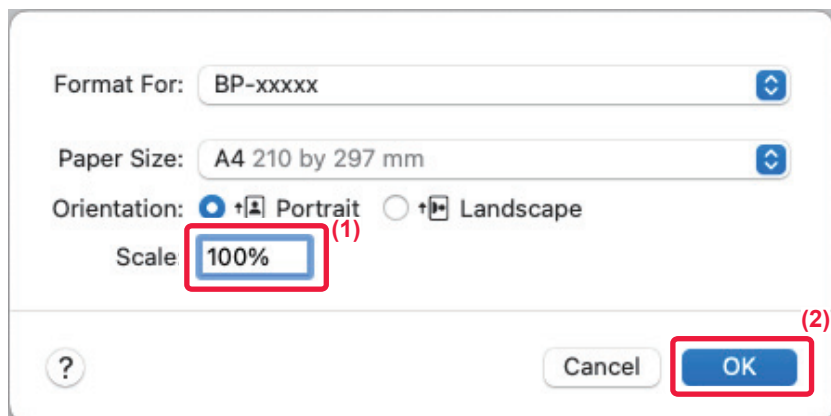 Format For: BP-xxxxx
Paper Size: A4 210 by 297 mm
Orientation: Portrait Landscape
(1)
Scale: 100%
(2)
? Cancel OK